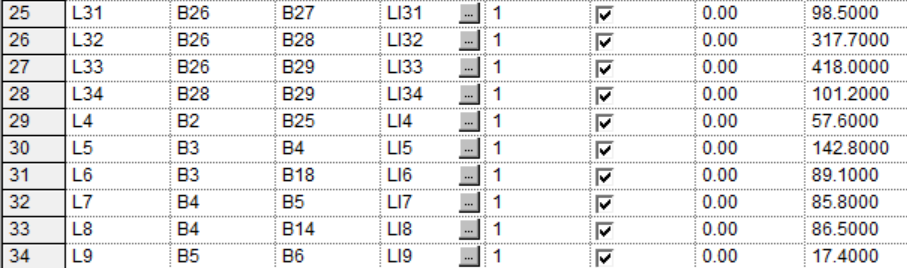 25 L31 B26 B27 LI31 ... 1 0.00 98.5000
26 L32 B26 B28 LI32 ... 1 0.00 317.7000
27 L33 B26 B29 LI33 ... 1 0.00 418.0000
28 L34 B28 B29 LI34 ... 1 0.00 101.2000
29 L4 B2 B25 LI4 ... 1 0.00 57.6000
30 L5 B3 B4 LI5 ... 1 0.00 142.8000
31 L6 B3 B18 LI6 ... 1 0.00 89.1000
32 L7 B4 B5 LI7 ... 1 0.00 85.8000
33 L8 B4 B14 LI8 ... 1 0.00 86.5000
34 L9 B5 B6 LI9 ... 1 0.00 17.4000